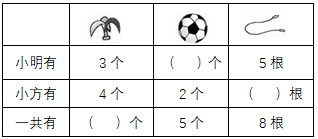 小明有 3 个 （ ）个 5 根
小方有 4 个 2 个 （ ）根
一共有 （ ）个 5 个 8 根